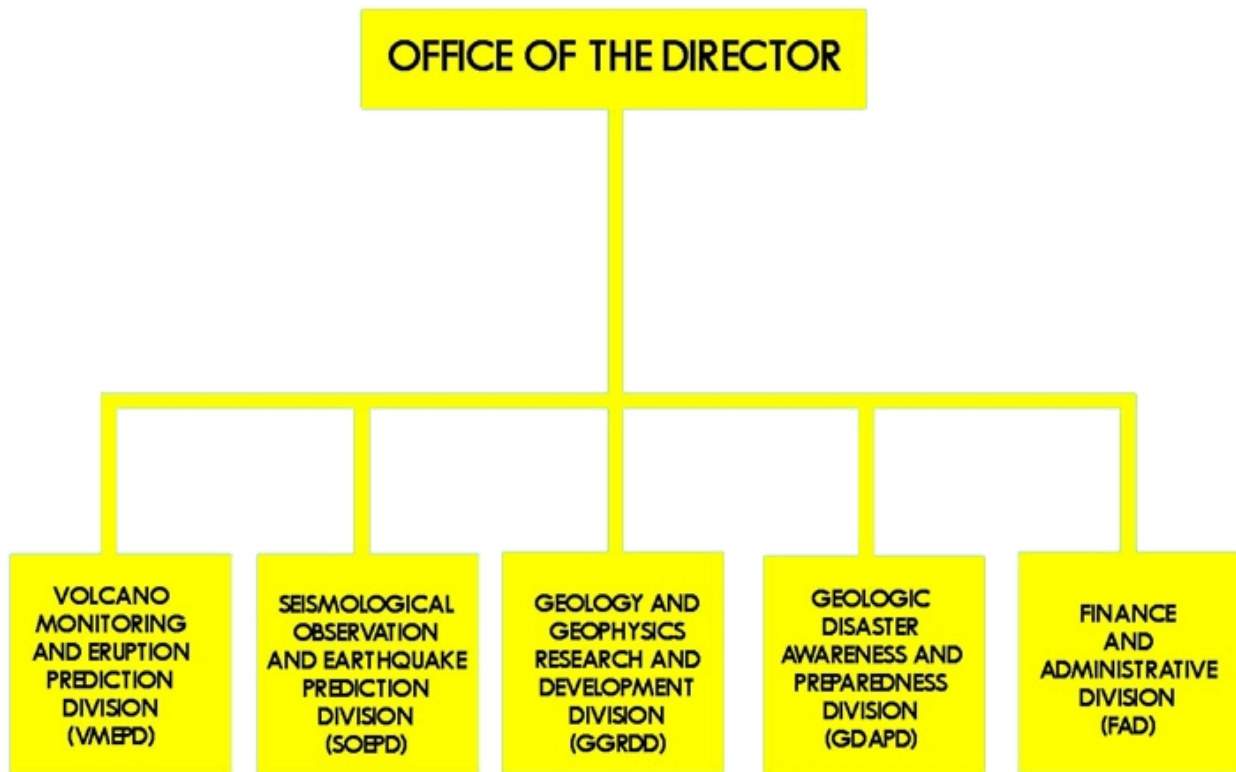 OFFICE OF THE DIRECTOR
VOLCANO
MONITORING
AND ERUPTION
PREDICTION
DIVISION
(VMEPD)
SEISMOLOGICAL
OBSERVATION
AND EARTHQUAKE
PREDICTION
DIVISION
(SOEPD)
GEOLOGY AND
GEOPHYSICS
RESEARCH AND
DEVELOPMENT
DIVISION
(GGRDD)
GEOLOGIC
DISASTER
AWARENESS AND
PREPAREDNESS
DIVISION
(GDAPD)
FINANCE
AND
ADMINISTRATIVE
DIVISION
(FAD)